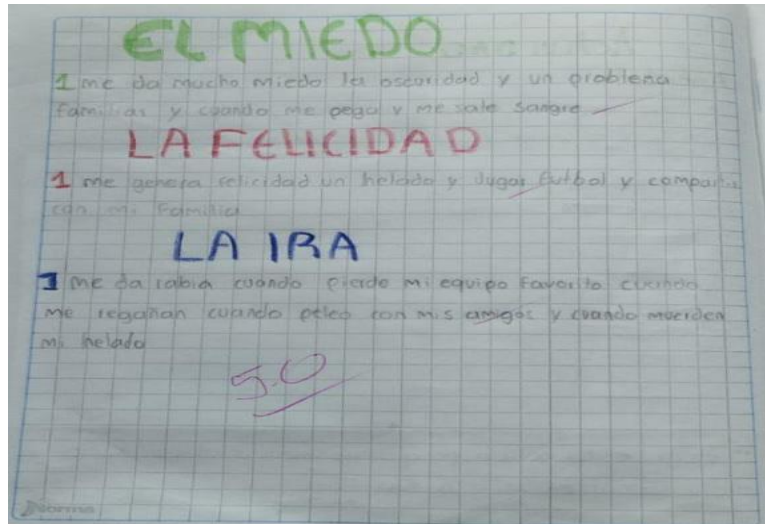 EL MIEDO
1 me da mucho miedo la oscuridad y un problema
familias y cuando me pego y me sale sangre
LA FELICIDAD
1 me genera felicidad un helado y jugar futbol y compartir
con mi familia
LA IRA
1 me da rabia cuando pierde mi equipo favorito cuando
me regañan cuando peleo con mis amigos y cuando muerden
mi helado
5.0
Norma